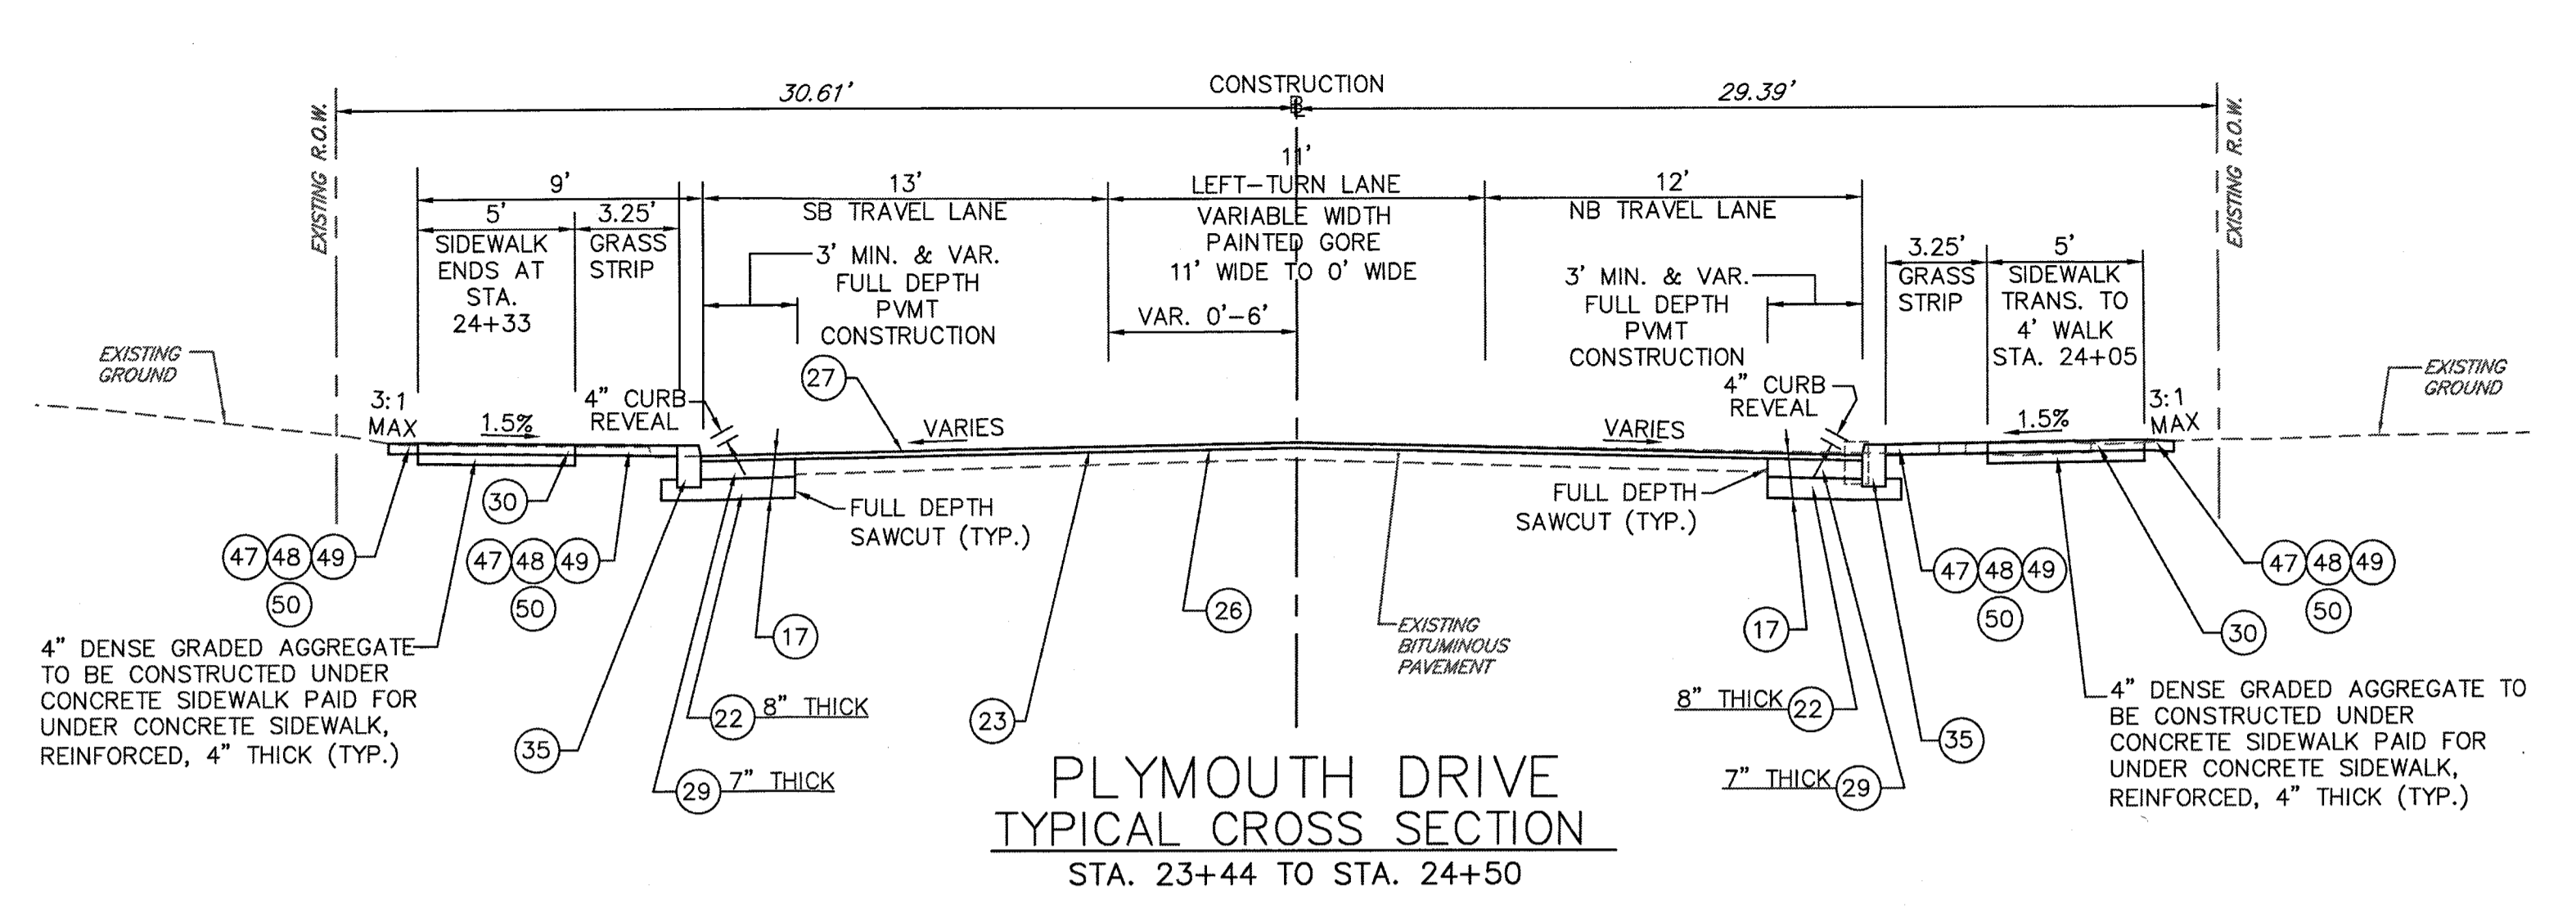 CONSTRUCTION
30.61'
29.39'
EXISTING R.O.W.
EXISTING R.O.W.
9'
13'
11'
12'
SB TRAVEL LANE
LEFT-TURN LANE
NB TRAVEL LANE
5'
SIDEWALK
ENDS AT
STA.
24+33
3.25'
GRASS
STRIP
3' MIN. & VAR.
FULL DEPTH
PVMT
CONSTRUCTION
VARIABLE WIDTH
PAINTED GORE
11' WIDE TO 0' WIDE
VAR. 0'-6'
3' MIN. & VAR.
FULL DEPTH
PVMT
CONSTRUCTION
3.25'
GRASS
STRIP
5'
SIDEWALK
TRANS. TO
4' WALK
STA. 24+05
EXISTING
GROUND
3:1
MAX
1.5%
4" CURB
REVEAL
27
VARIES
VARIES
4" CURB
REVEAL
1.5%
3:1
MAX
EXISTING
GROUND
30
FULL DEPTH
SAWCUT (TYP.)
FULL DEPTH
SAWCUT (TYP.)
47 48 49
50
47 48 49
50
47 48 49
50
47 48 49
50
17
26
EXISTING
BITUMINOUS
PAVEMENT
17
30
4" DENSE GRADED AGGREGATE
TO BE CONSTRUCTED UNDER
CONCRETE SIDEWALK PAID FOR
UNDER CONCRETE SIDEWALK,
REINFORCED, 4" THICK (TYP.)
35
22 8" THICK
29 7" THICK
23
8" THICK 22
7" THICK 29
35
4" DENSE GRADED AGGREGATE TO
BE CONSTRUCTED UNDER
CONCRETE SIDEWALK PAID FOR
UNDER CONCRETE SIDEWALK,
REINFORCED, 4" THICK (TYP.)
PLYMOUTH DRIVE
TYPICAL CROSS SECTION
STA. 23+44 TO STA. 24+50